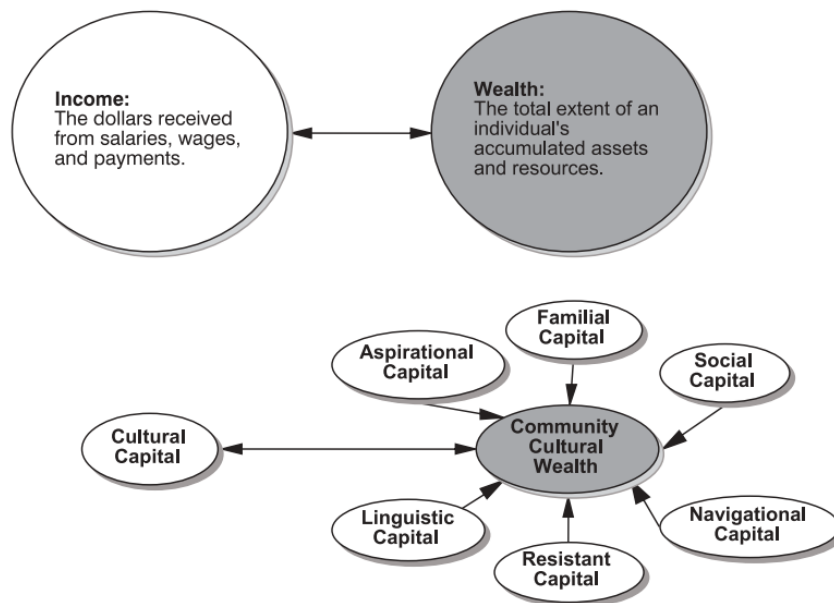 Income:
The dollars received
from salaries, wages,
and payments.
Wealth:
The total extent of an
individual's
accumulated assets
and resources.
Familial
Capital
Aspirational
Capital
Social
Capital
Cultural
Capital
Community
Cultural
Wealth
Linguistic
Capital
Resistant
Capital
Navigational
Capital